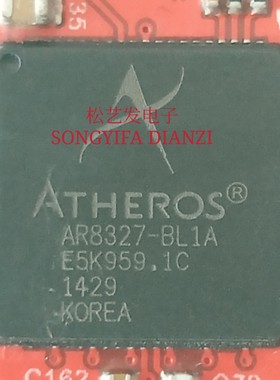 35
松艺发电子
SONGYIFA DIANZI
ATHEROS®
AR8327-BL1A
E5K959.1C
1429
KOREA
C162